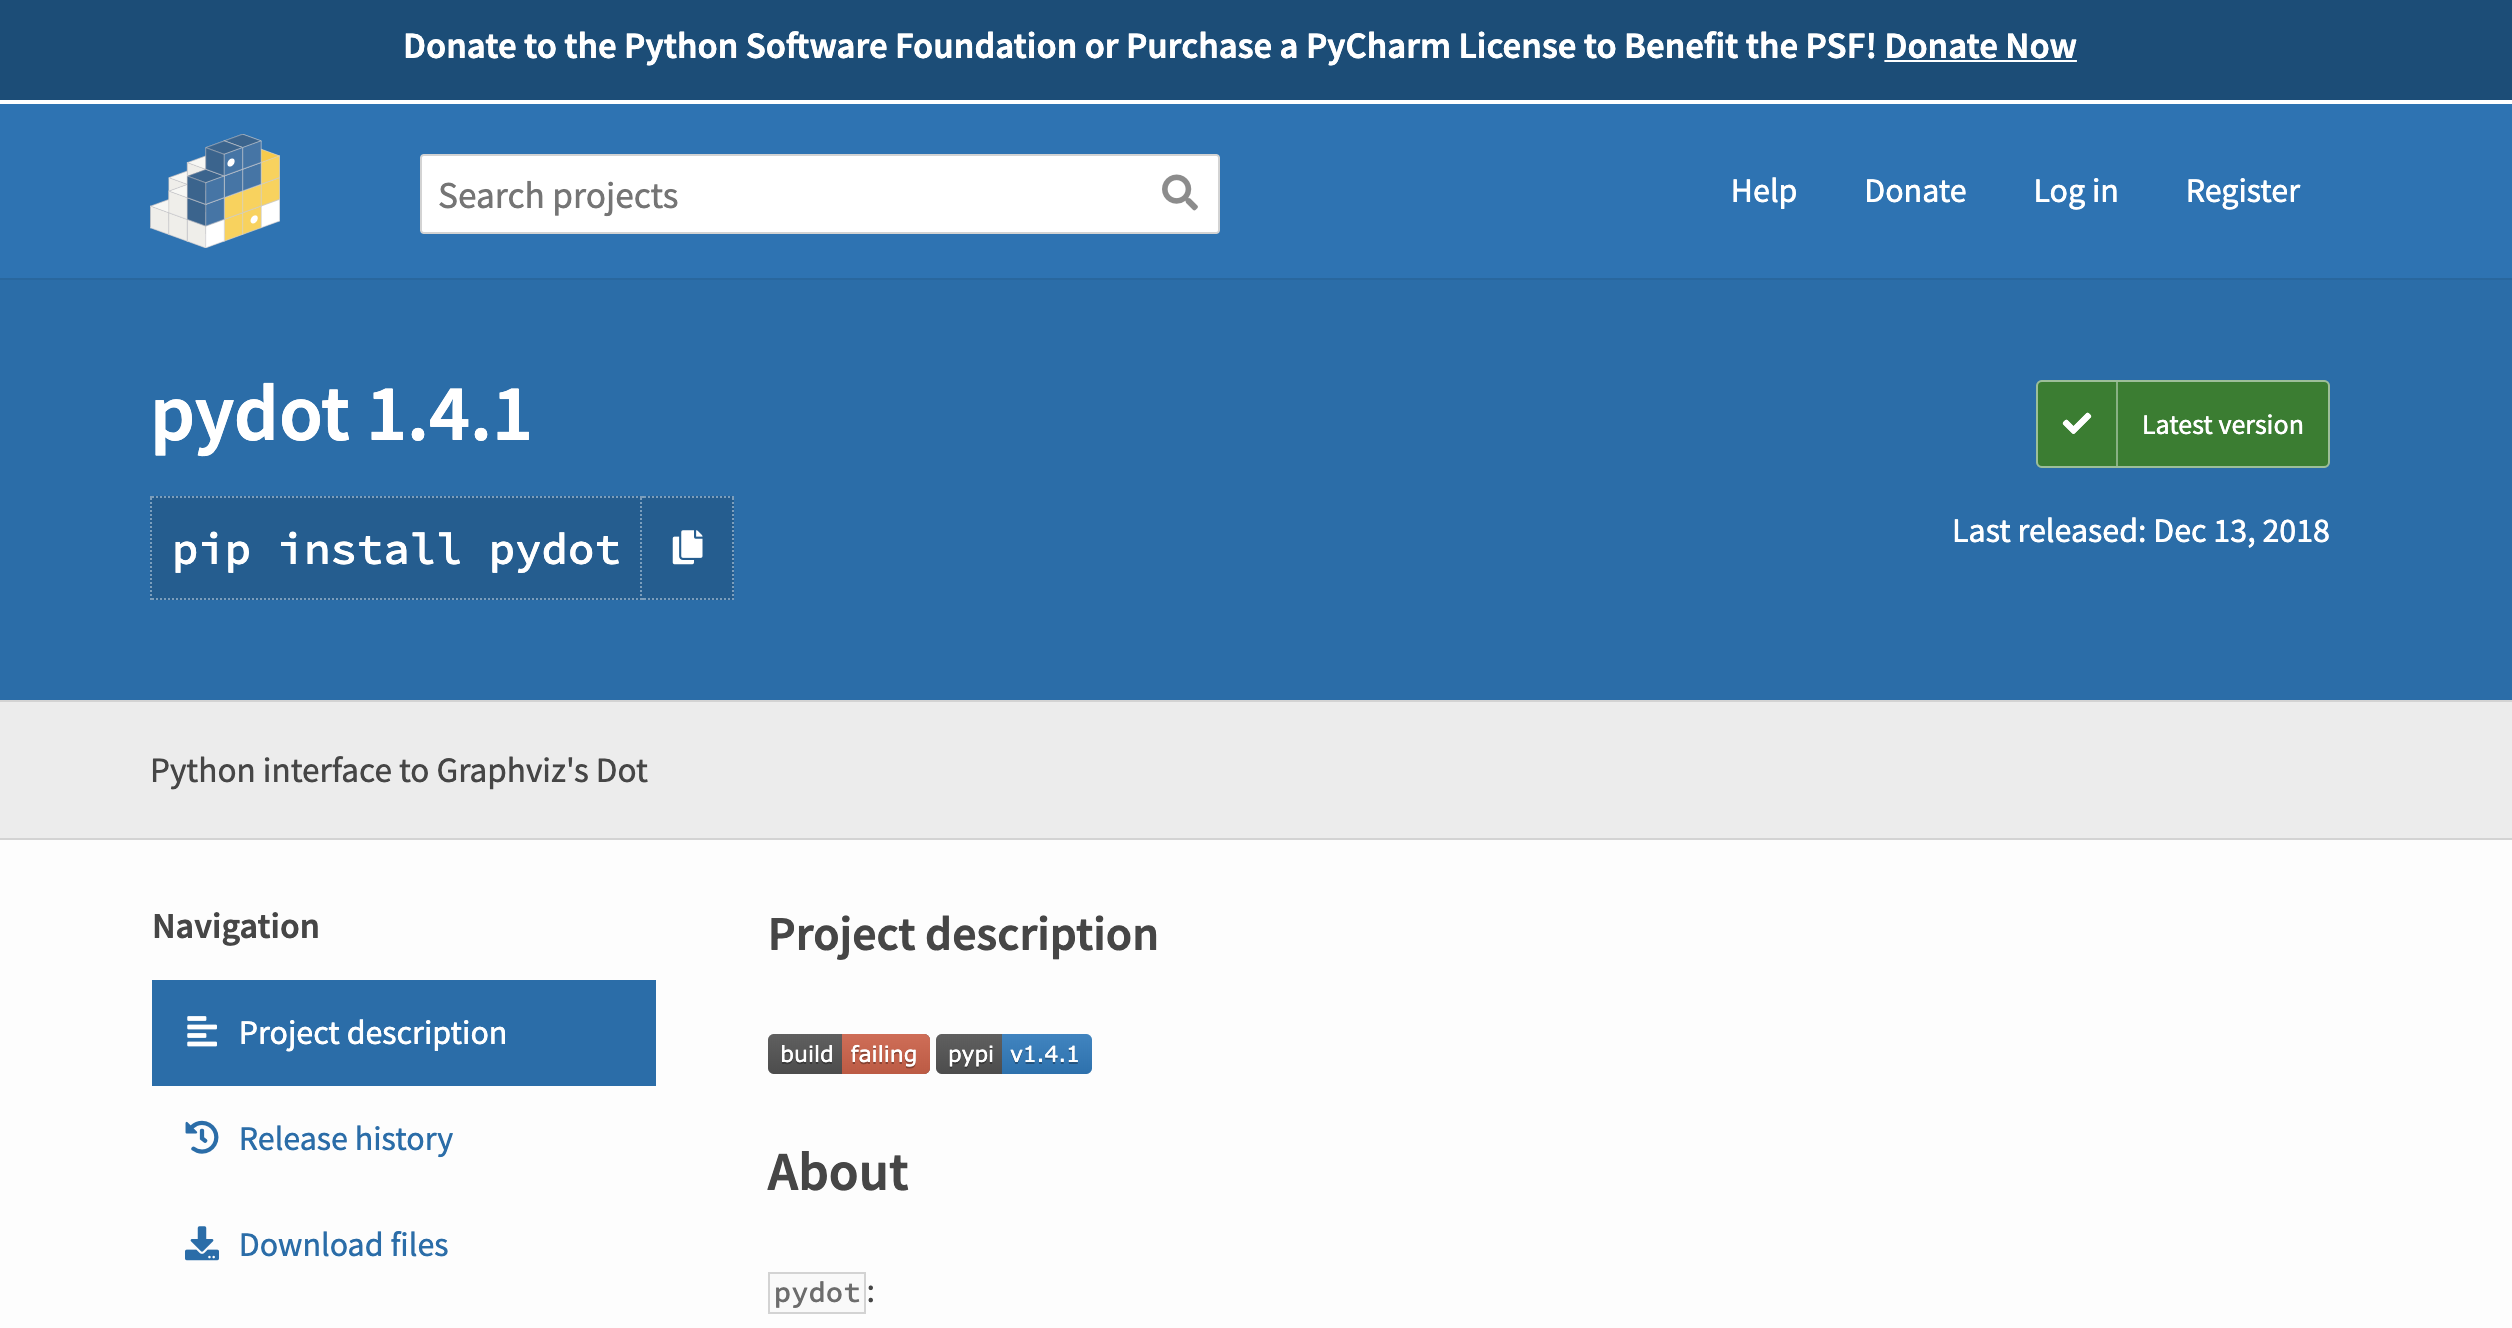 Donate to the Python Software Foundation or Purchase a PyCharm License to Benefit the PSF! Donate Now
Search projects
Help Donate Log in Register
pydot 1.4.1
Latest version
pip install pydot
Last released: Dec 13, 2018
Python interface to Graphviz's Dot
Navigation
Project description
Release history
Download files
Project description
build failing pypi v1.4.1
About
pydot: